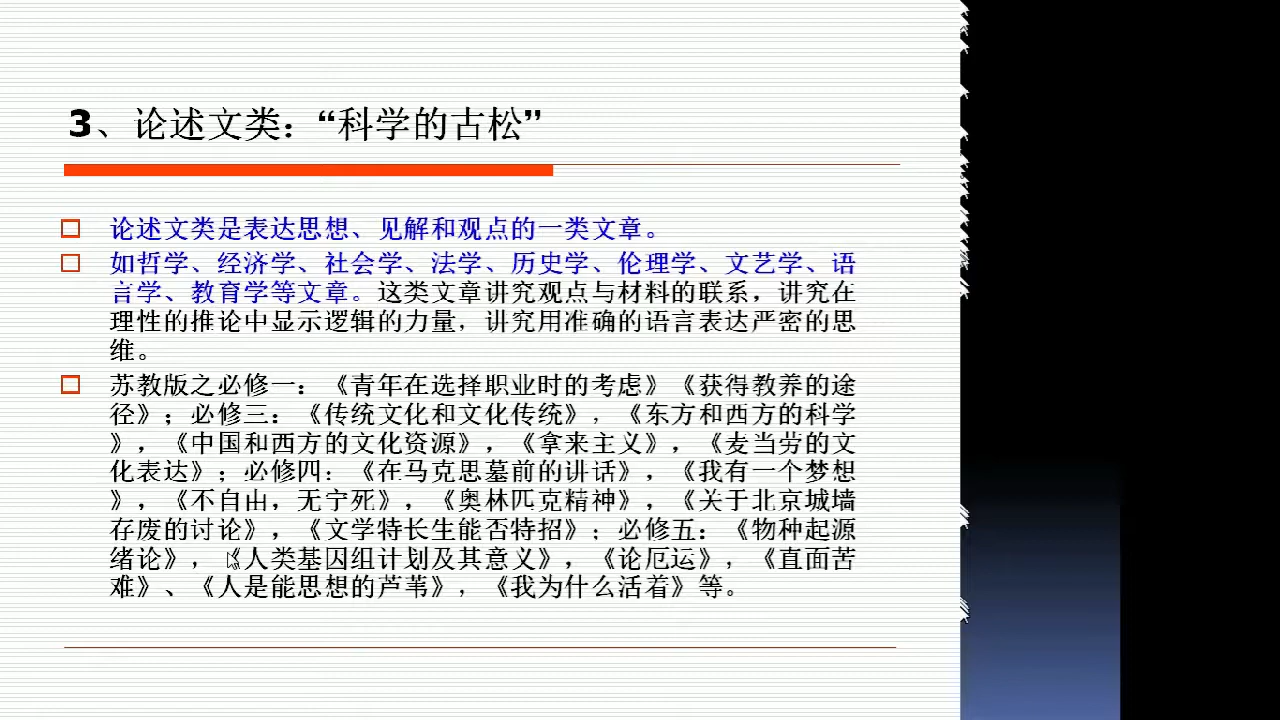 3、论述文类：“科学的古松”
论述文类是表达思想、见解和观点的一类文章。
如哲学、经济学、社会学、法学、历史学、伦理学、文艺学、语
言学、教育学等文章。这类文章讲究观点与材料的联系，讲究在
理性的推论中显示逻辑的力量，讲究用准确的语言表达严密的思
维。
苏教版之必修一：《青年在选择职业时的考虑》《获得教养的途
径》；必修三：《传统文化和文化传统》，《东方和西方的科学
》，《中国和西方的文化资源》，《拿来主义》，《麦当劳的文
化表达》；必修四：《在马克思墓前的讲话》，《我有一个梦想
》，《不自由，无宁死》，《奥林匹克精神》，《关于北京城墙
存废的讨论》，《文学特长生能否特招》；必修五：《物种起源
绪论》，《人类基因组计划及其意义》，《论厄运》，《直面苦
难》、《人是能思想的芦苇》，《我为什么活着》等。